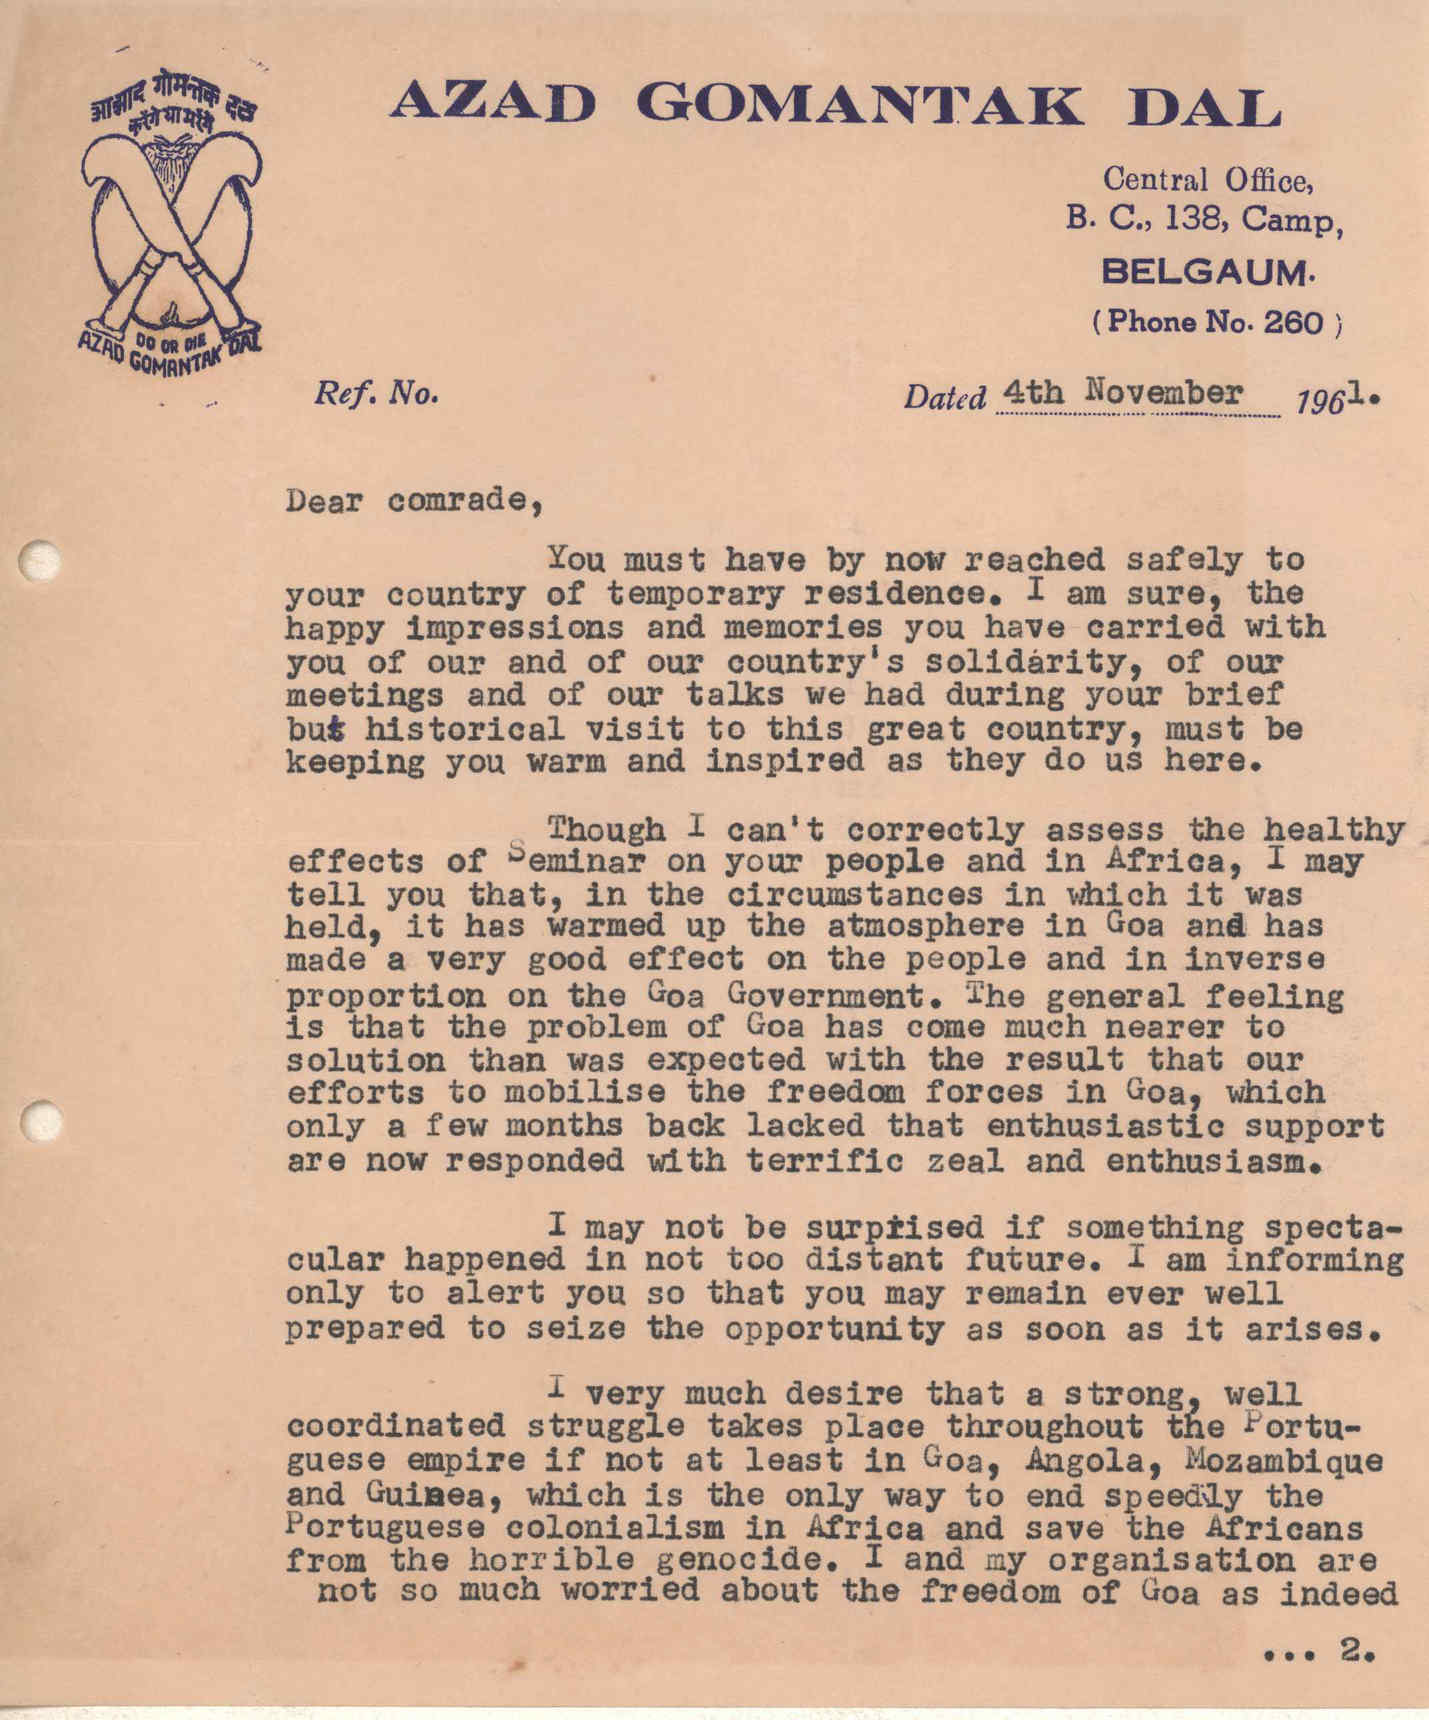 आझाद गोमन्तक दल
करेंगे या मरेंगे
DO OR DIE
AZAD GOMANTAK DAL
AZAD GOMANTAK DAL
Central Office,
B. C., 138, Camp,
BELGAUM.
(Phone No. 260)
Ref. No.
Dated 4th November 1961.
Dear comrade,
You must have by now reached safely to
your country of temporary residence. I am sure, the
happy impressions and memories you have carried with
you of our and of our country's solidarity, of our
meetings and of our talks we had during your brief
but historical visit to this great country, must be
keeping you warm and inspired as they do us here.
Though I can't correctly assess the healthy
effects of Seminar on your people and in Africa, I may
tell you that, in the circumstances in which it was
held, it has warmed up the atmosphere in Goa and has
made a very good effect on the people and in inverse
proportion on the Goa Government. The general feeling
is that the problem of Goa has come much nearer to
solution than was expected with the result that our
efforts to mobilise the freedom forces in Goa, which
only a few months back lacked that enthusiastic support
are now responded with terrific zeal and enthusiasm.
I may not be surprised if something specta-
cular happened in not too distant future. I am informing
only to alert you so that you may remain ever well
prepared to seize the opportunity as soon as it arises.
I very much desire that a strong, well
coordinated struggle takes place throughout the Portu-
guese empire if not at least in Goa, Angola, Mozambique
and Guinea, which is the only way to end speedly the
Portuguese colonialism in Africa and save the Africans
from the horrible genocide. I and my organisation are
not so much worried about the freedom of Goa as indeed
... 2.